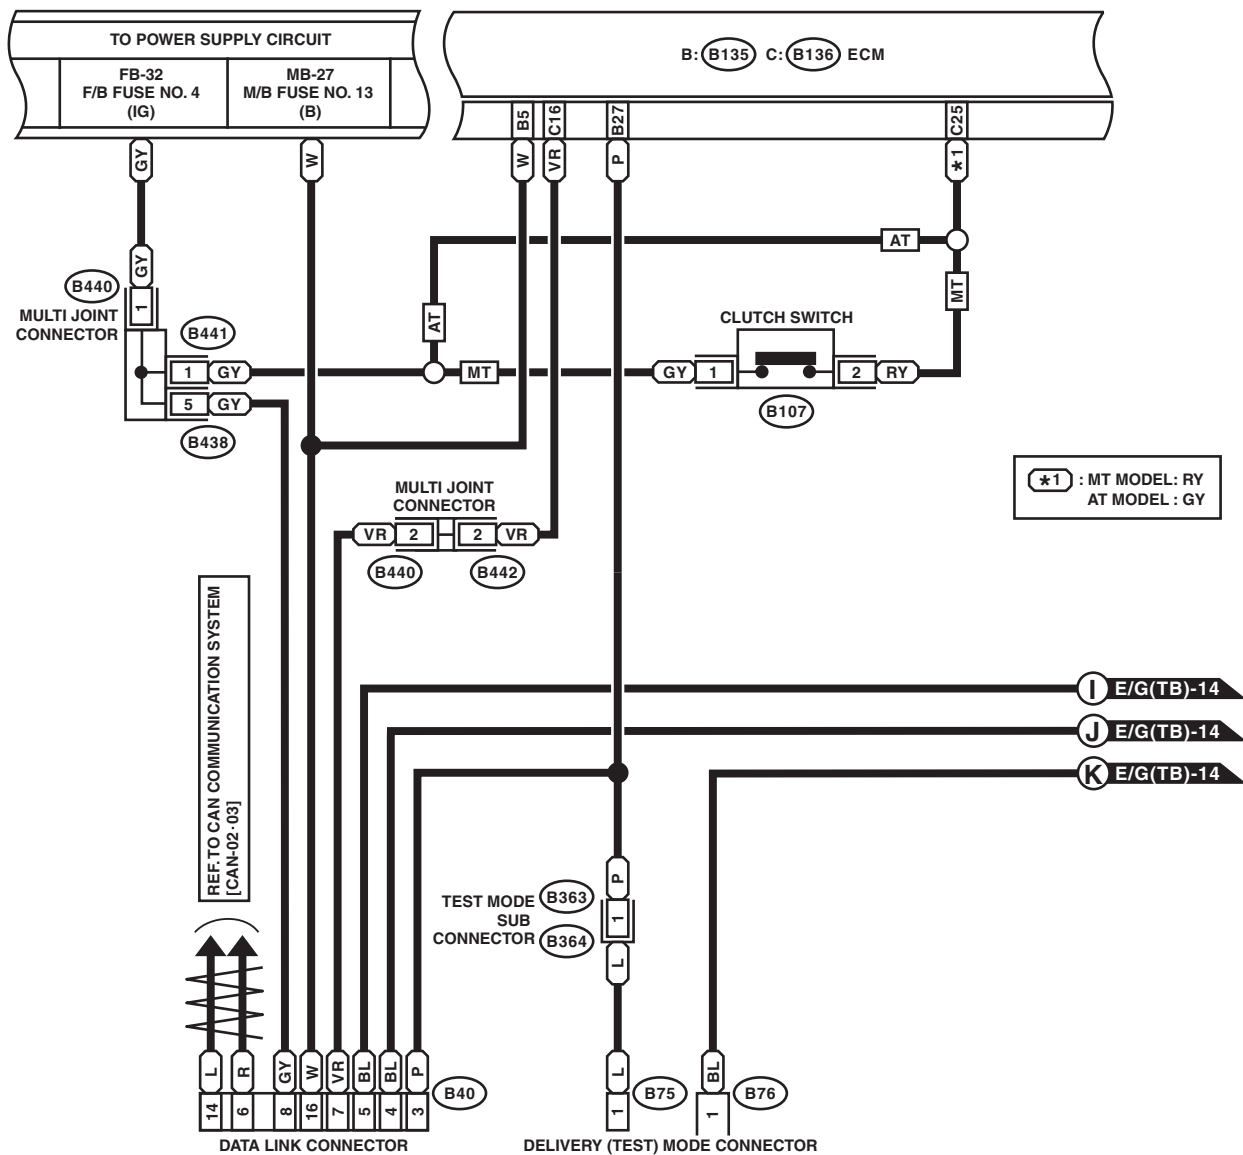 TO POWER SUPPLY CIRCUIT
FB-32
F/B FUSE NO. 4
(IG)
MB-27
M/B FUSE NO. 13
(B)
B: B135 C: B136 ECM
B5
C16
B27
C25
GY
W
W
VR
P
*1
AT
GY
MT
B440
MULTI JOINT
CONNECTOR
1
B441
AT
CLUTCH SWITCH
1 GY
MT
GY 1
2 RY
5 GY
B107
B438
*1 : MT MODEL: RY
AT MODEL : GY
MULTI JOINT
CONNECTOR
VR 2
2 VR
B440
B442
REF. TO CAN COMMUNICATION SYSTEM
[CAN-02·03]
I E/G(TB)-14
J E/G(TB)-14
K E/G(TB)-14
P
TEST MODE
SUB
CONNECTOR
B363
1
B364
L
L
R
GY
W
VR
BL
BL
P
B40
L
B75
BL
B76
14
6
8
16
7
5
4
3
1
1
DATA LINK CONNECTOR
DELIVERY (TEST) MODE CONNECTOR